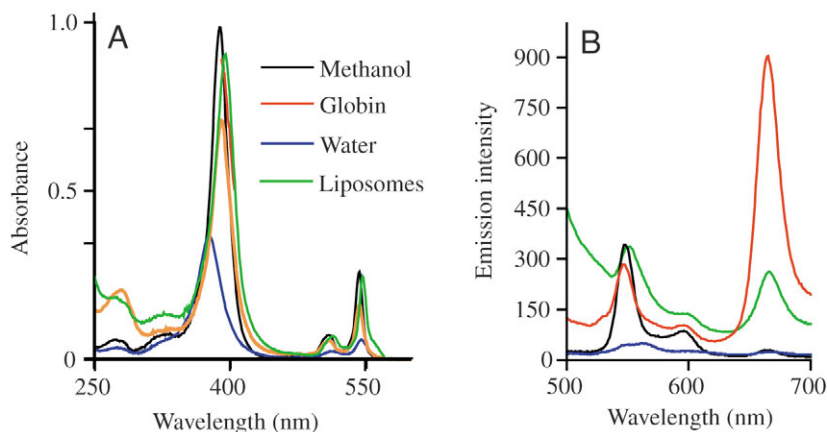 A
1.0
0.5
0
Absorbance
250
400
550
Wavelength (nm)
Methanol
Globin
Water
Liposomes
B
900
750
600
450
300
150
0
Emission intensity
500
600
700
Wavelength (nm)